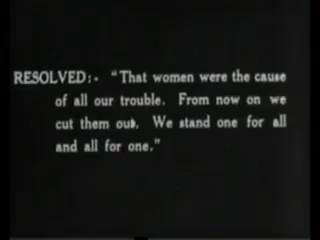 RESOLVED:- "That women were the cause
of all our trouble. From now on we
cut them out. We stand one for all
and all for one."